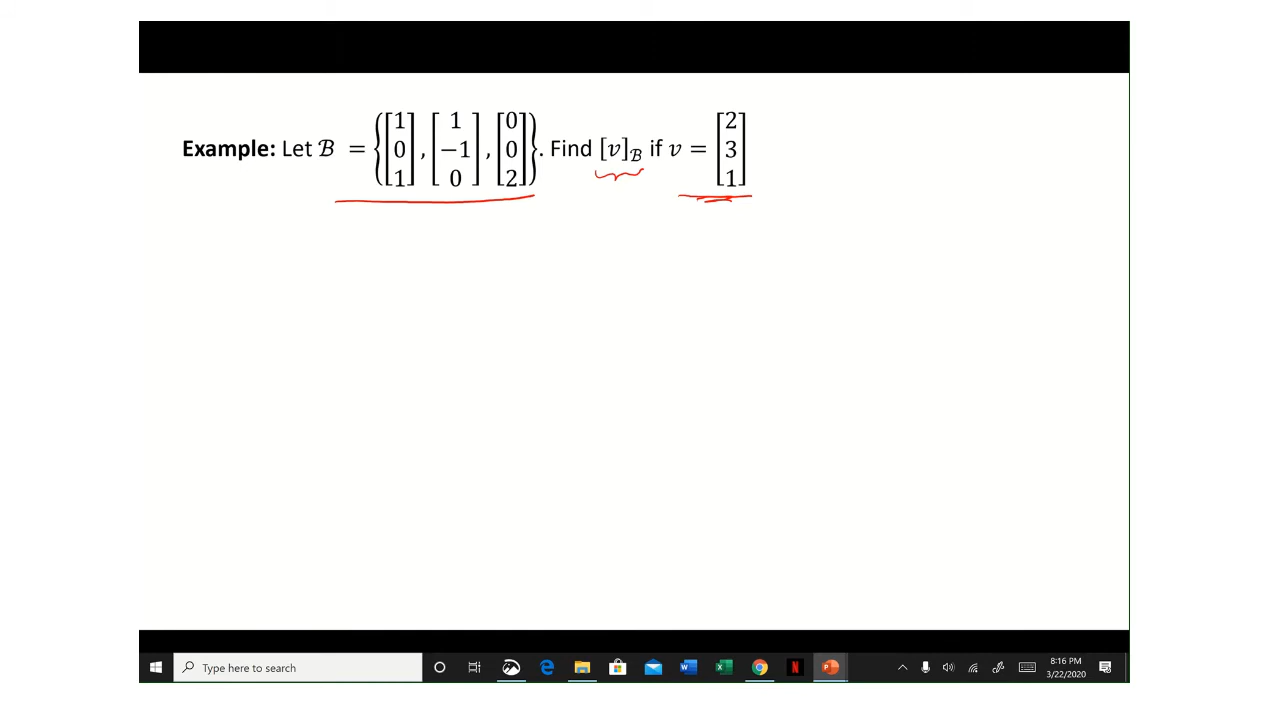 Example: Let ℬ = {[1 0 1], [1 −1 0], [0 0 2]}. Find [v]_ℬ if v = [2 3 1]
Type here to search
8:16 PM
3/22/2020